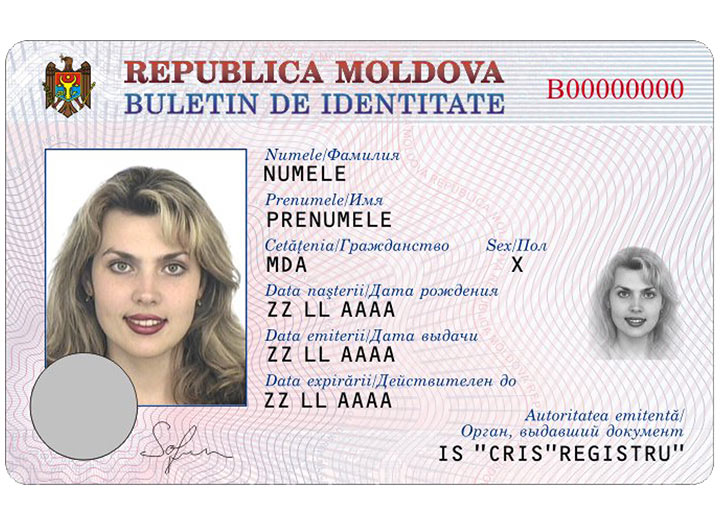 REPUBLICA MOLDOVA
BULETIN DE IDENTITATE
B00000000
Numele/Фамилия
NUMELE
Prenumele/Имя
PRENUMELE
Cetăţenia/Гражданство Sex/Пол
MDA X
Data naşterii/Дата рождения
ZZ LL AAAA
Data emiterii/Дата выдачи
ZZ LL AAAA
Data expirării/Действителен до
ZZ LL AAAA
Autoritatea emitentă/
Орган, выдавший документ
IS "CRIS"REGISTRU"